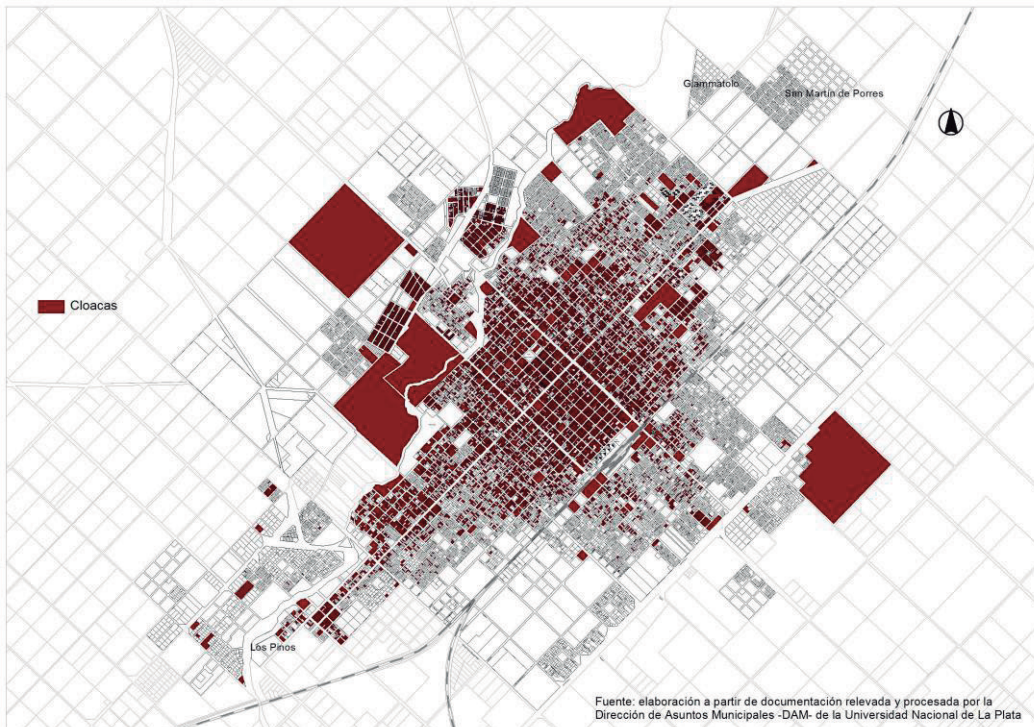 Giammátolo
San Martín de Porres
Cloacas
Los Pinos
Fuente: elaboración a partir de documentación relevada y procesada por la
Dirección de Asuntos Municipales -DAM- de la Universidad Nacional de La Plata